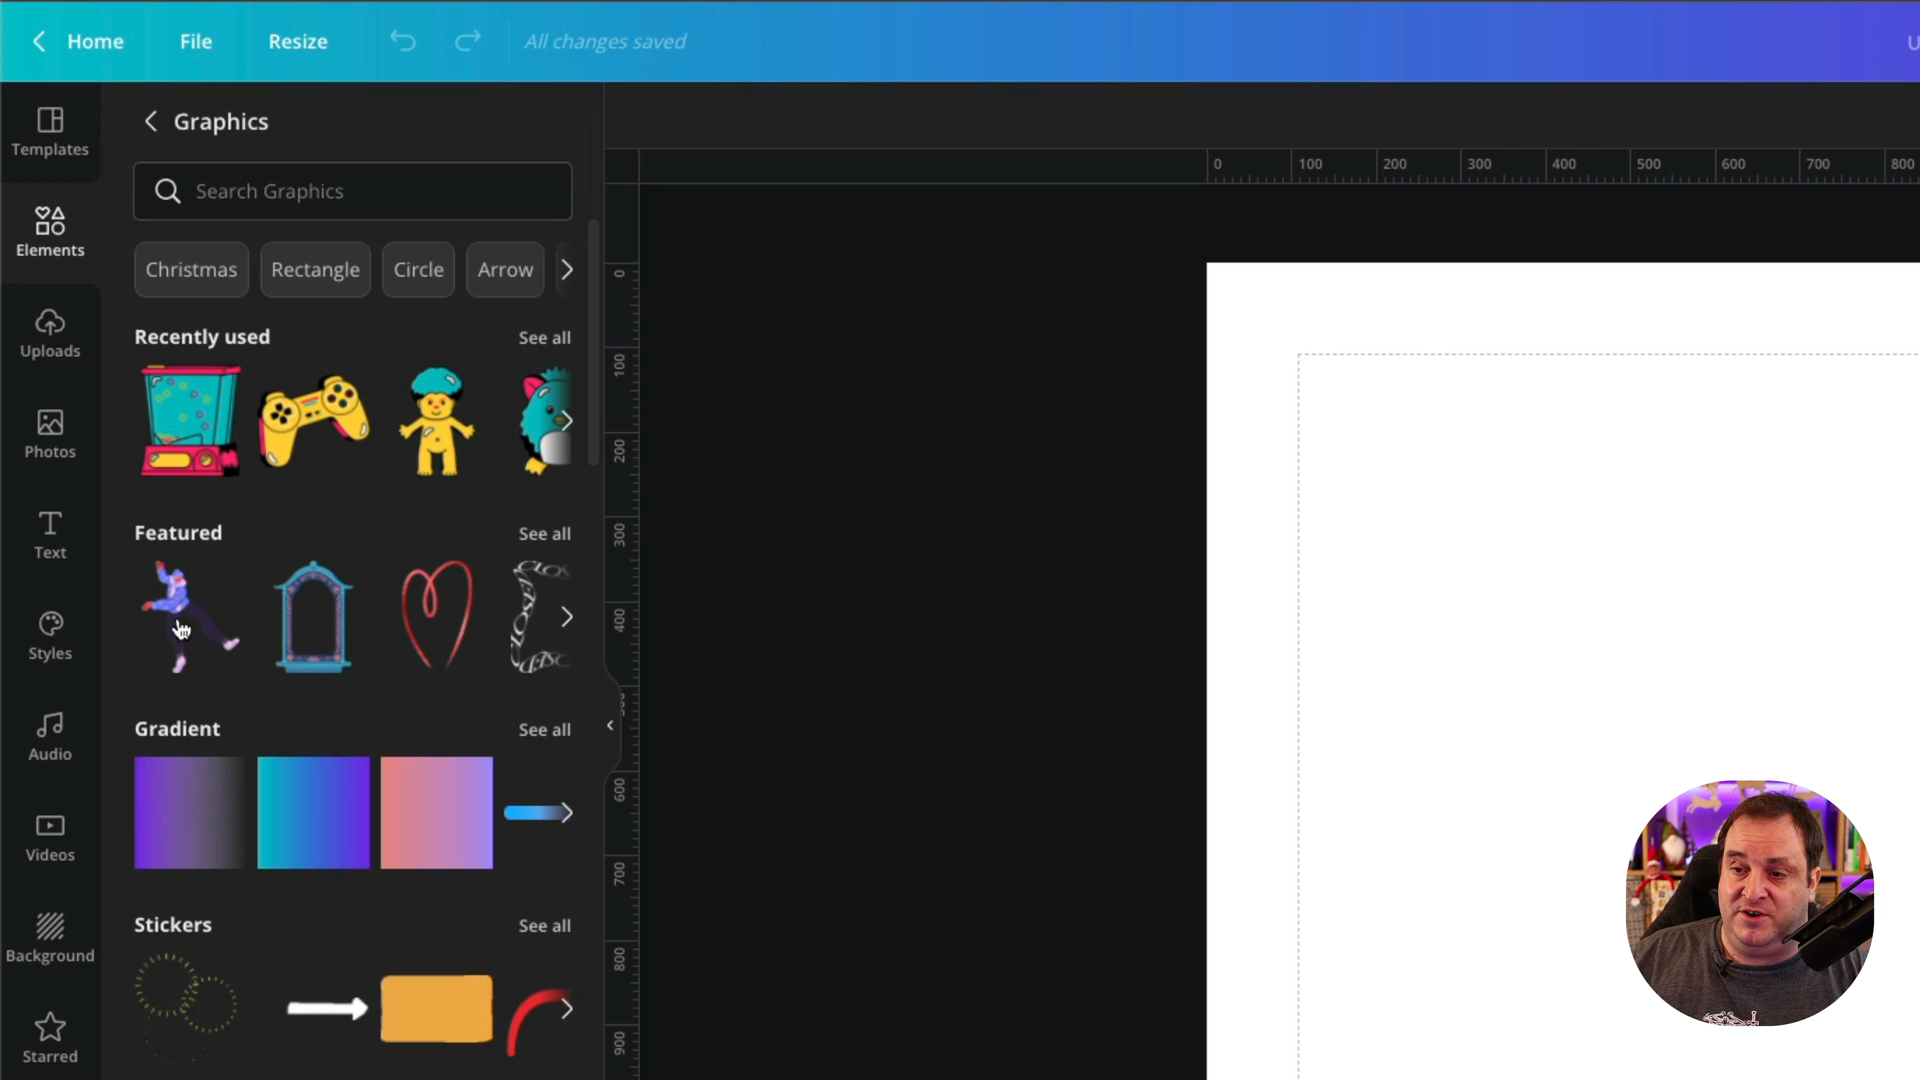 Home File Resize All changes saved U
Templates
Elements
Uploads
Photos
Text
Styles
Audio
Videos
Background
Starred
Graphics
Search Graphics
Christmas Rectangle Circle Arrow
Recently used See all
Featured See all
Gradient See all
Stickers See all
0 100 200 300 400 500 600 700 800
0
100
200
300
400
600
700
800
900